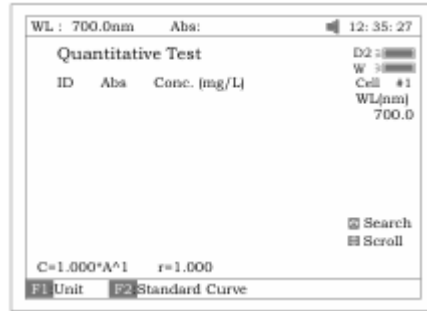 WL : 700.0nm Abs: 12:35:27
Quantitative Test
D2
W
ID Abs Conc. (mg/L)
Cell #1
WL(nm)
700.0
Search
Scroll
C=1.000*A^1 r=1.000
F1 Unit F2 Standard Curve